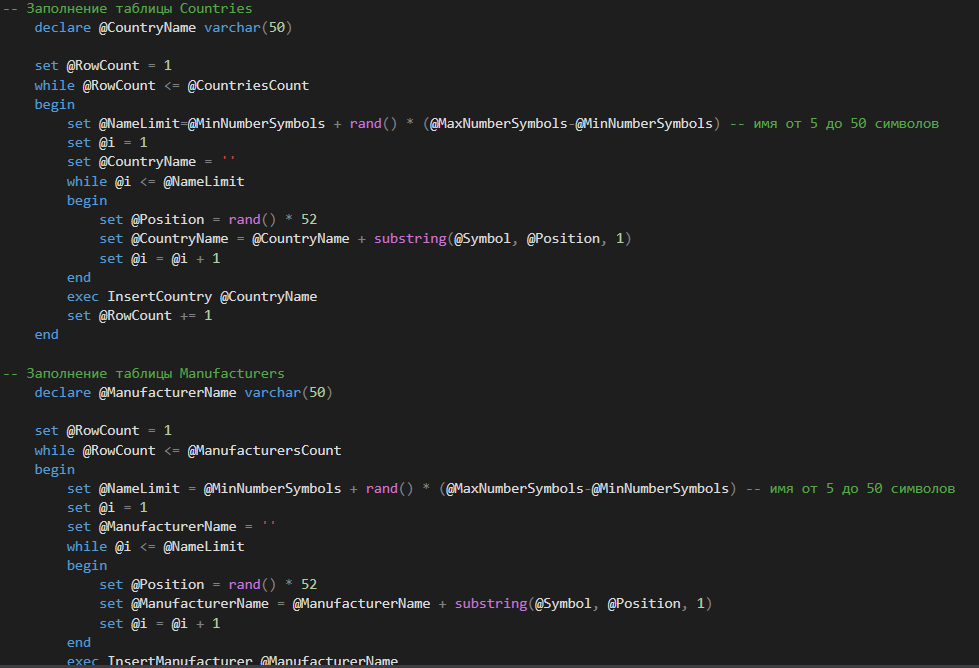 -- Заполнение таблицы Countries
declare @CountryName varchar(50)
set @RowCount = 1
while @RowCount <= @CountriesCount
begin
set @NameLimit=@MinNumberSymbols + rand() * (@MaxNumberSymbols-@MinNumberSymbols) -- имя от 5 до 50 символов
set @i = 1
set @CountryName = ''
while @i <= @NameLimit
begin
set @Position = rand() * 52
set @CountryName = @CountryName + substring(@Symbol, @Position, 1)
set @i = @i + 1
end
exec InsertCountry @CountryName
set @RowCount += 1
end
-- Заполнение таблицы Manufacturers
declare @ManufacturerName varchar(50)
set @RowCount = 1
while @RowCount <= @ManufacturersCount
begin
set @NameLimit = @MinNumberSymbols + rand() * (@MaxNumberSymbols-@MinNumberSymbols) -- имя от 5 до 50 символов
set @i = 1
set @ManufacturerName = ''
while @i <= @NameLimit
begin
set @Position = rand() * 52
set @ManufacturerName = @ManufacturerName + substring(@Symbol, @Position, 1)
set @i = @i + 1
end
exec InsertManufacturer @ManufacturerName